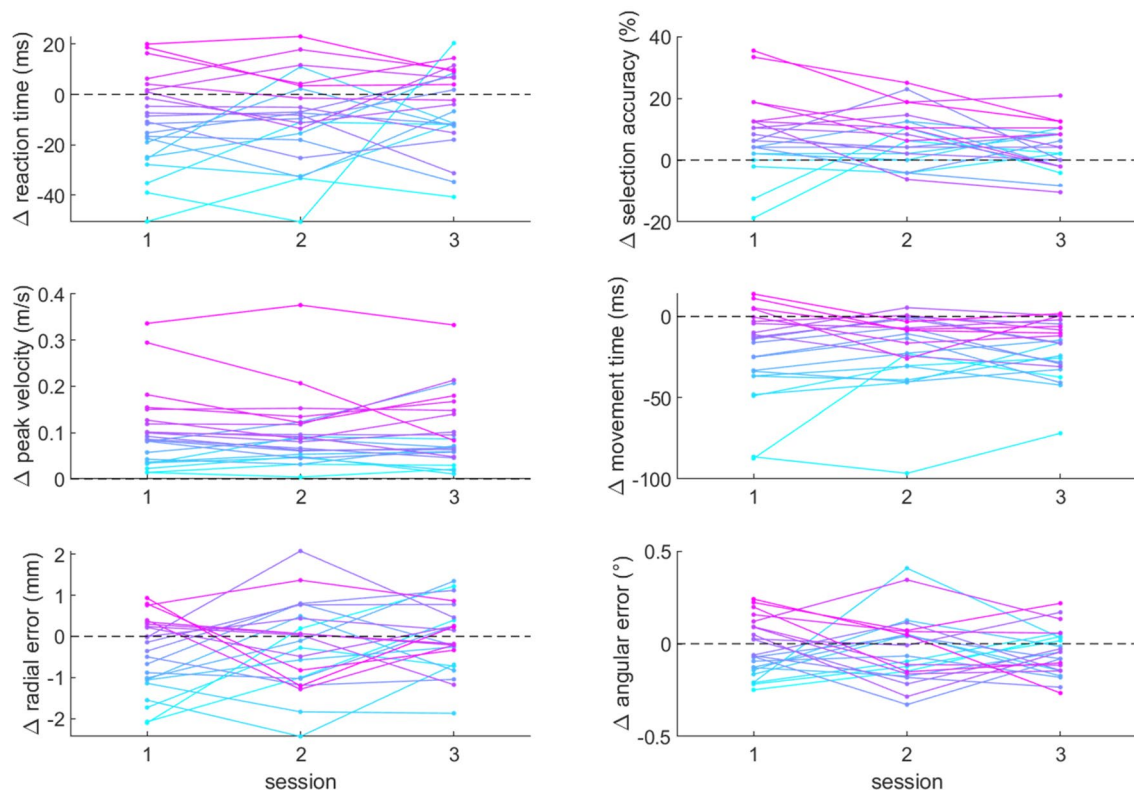 Δ reaction time (ms)
20
0
-20
-40
1 2 3
Δ selection accuracy (%)
40
20
0
-20
1 2 3
Δ peak velocity (m/s)
0.4
0.3
0.2
0.1
0
1 2 3
Δ movement time (ms)
0
-50
-100
1 2 3
Δ radial error (mm)
2
1
0
-1
-2
1 2 3
session
Δ angular error (°)
0.5
0
-0.5
1 2 3
session